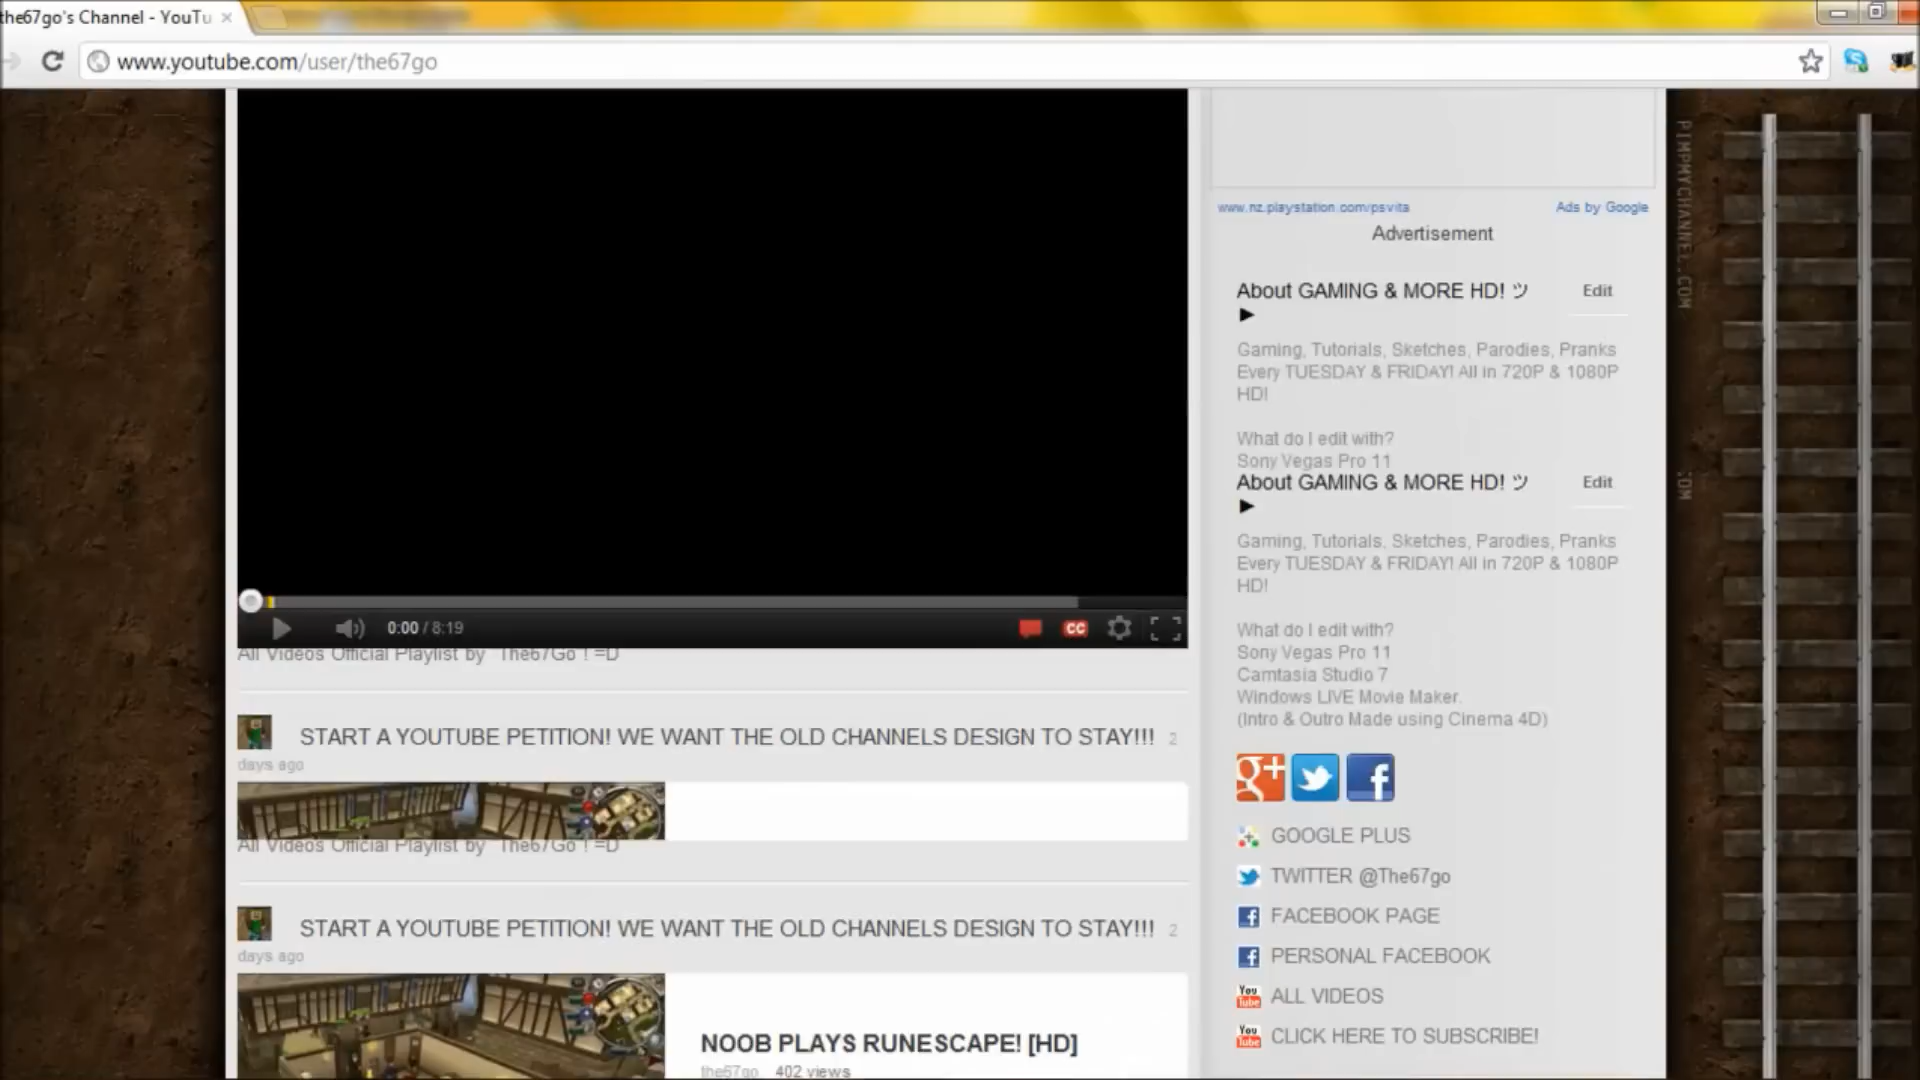 the67go's Channel - YouTu
www.youtube.com/user/the67go
PIMPMYCHANNEL.COM
www.nz.playstation.com/psvita
Ads by Google
Advertisement
About GAMING & MORE HD! ツ
►
Edit
Gaming, Tutorials, Sketches, Parodies, Pranks
Every TUESDAY & FRIDAY! All in 720P & 1080P
HD!
What do I edit with?
Sony Vegas Pro 11
About GAMING & MORE HD! ツ
►
Edit
.COM
Gaming, Tutorials, Sketches, Parodies, Pranks
Every TUESDAY & FRIDAY! All in 720P & 1080P
HD!
What do I edit with?
Sony Vegas Pro 11
Camtasia Studio 7
Windows LIVE Movie Maker.
(Intro & Outro Made using Cinema 4D)
g+
f
GOOGLE PLUS
TWITTER @The67go
FACEBOOK PAGE
PERSONAL FACEBOOK
You Tube ALL VIDEOS
You Tube CLICK HERE TO SUBSCRIBE!
0:00 / 8:19
CC
All Videos Official Playlist by "The67Go"! =D
START A YOUTUBE PETITION! WE WANT THE OLD CHANNELS DESIGN TO STAY!!! 2
days ago
All Videos Official Playlist by "The67Go"! =D
START A YOUTUBE PETITION! WE WANT THE OLD CHANNELS DESIGN TO STAY!!! 2
days ago
NOOB PLAYS RUNESCAPE! [HD]
the67go 402 views